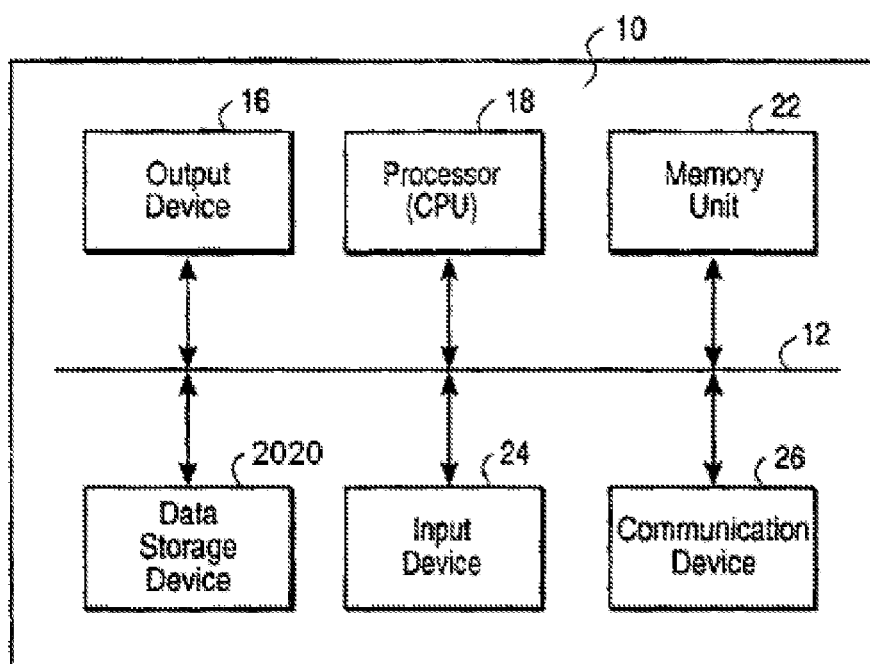 10
16
18
22
Output
Device
Processor
(CPU)
Memory
Unit
12
2020
24
26
Data
Storage
Device
Input
Device
Communication
Device